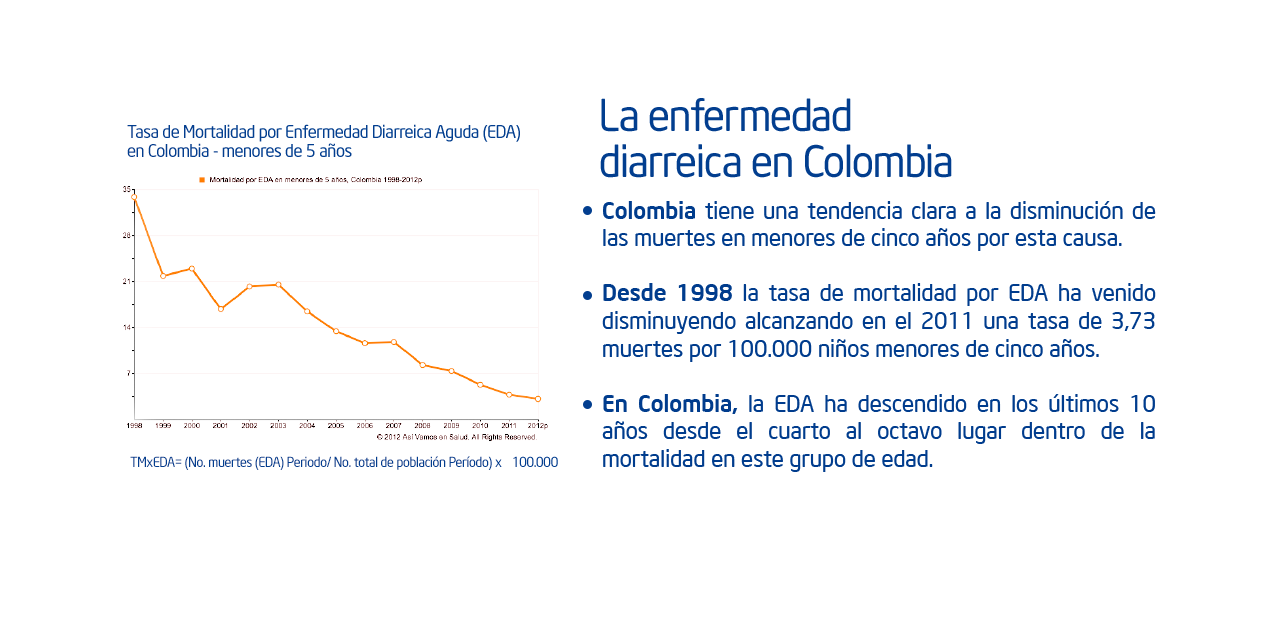 Tasa de Mortalidad por Enfermedad Diarreica Aguda (EDA)
en Colombia - menores de 5 años
Mortalidad por EDA en menores de 5 años, Colombia 1998-2012p
35
28
21
14
7
1998 1999 2000 2001 2002 2003 2004 2005 2006 2007 2008 2009 2010 2011 2012p
© 2012 Así Vamos en Salud. All Rights Reserved.
TMxEDA= (No. muertes (EDA) Periodo/ No. total de población Período) x 100.000
La enfermedad
diarreica en Colombia
• Colombia tiene una tendencia clara a la disminución de
las muertes en menores de cinco años por esta causa.
• Desde 1998 la tasa de mortalidad por EDA ha venido
disminuyendo alcanzando en el 2011 una tasa de 3,73
muertes por 100.000 niños menores de cinco años.
• En Colombia, la EDA ha descendido en los últimos 10
años desde el cuarto al octavo lugar dentro de la
mortalidad en este grupo de edad.